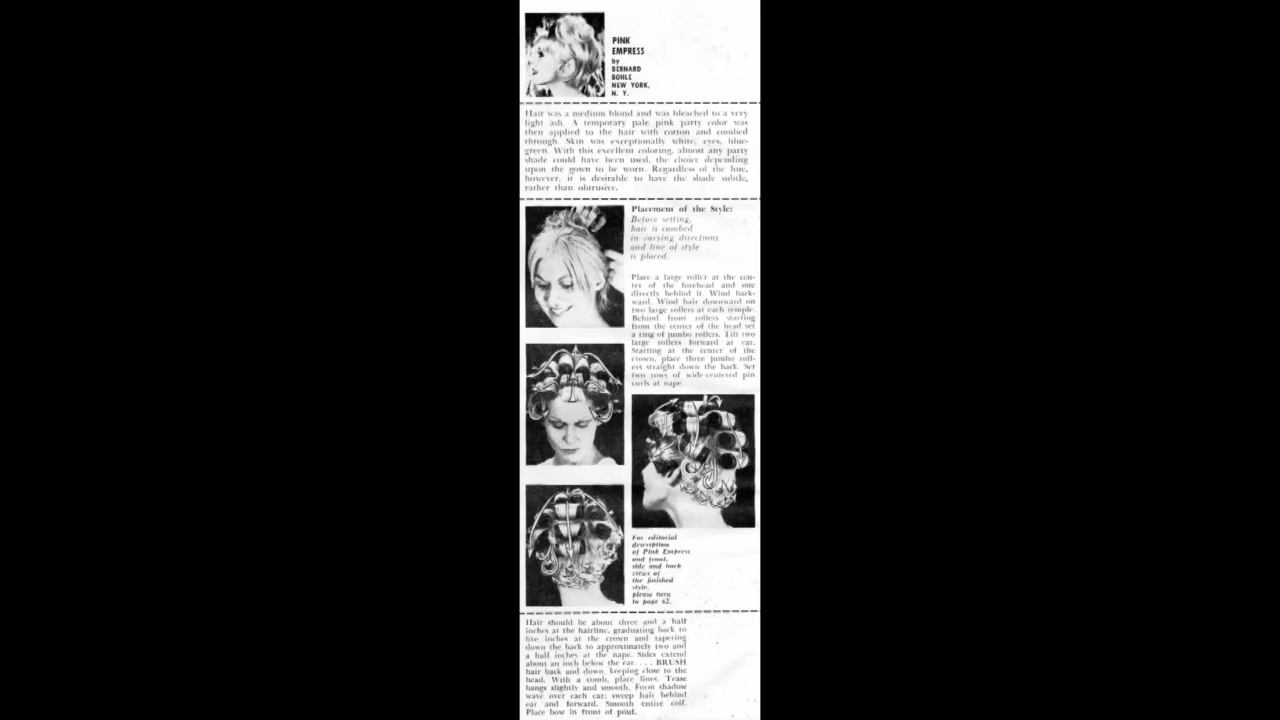 PINK
EMPRESS
by
BERNARD
BOHLE
NEW YORK,
N. Y.
Hair was a medium blond and was bleached to a very
light ash. A temporary pale pink party color was
then applied to the hair with cotton and combed
through. Skin was exceptionally white, eyes, blue-
green. With this excellent coloring, almost any party
shade could have been used, the choice depending
upon the gown to be worn. Regardless of the hue,
however, it is desirable to have the shade subtle,
rather than obtrusive.
Placement of the Style:
Before setting,
hair is combed
in varying directions
and line of style
is placed.
Place a large roller at the cen-
ter of the forehead and one
directly behind it. Wind back-
ward. Wind hair downward on
two large rollers at each temple.
Behind front rollers starting
from the center of the head set
a ring of jumbo rollers. Tilt two
large rollers forward at ear.
Starting at the center of the
crown, place three jumbo roll-
ers straight down the back. Set
two rows of wide-centered pin
curls at nape.
For editorial
description
of Pink Empress
and front,
side and back
views of
the finished
style,
please turn
to page 62.
Hair should be about three and a half
inches at the hairline, graduating back to
five inches at the crown and tapering
down the back to approximately two and
a half inches at the nape. Sides extend
about an inch below the ear. . . . BRUSH
hair back and down, keeping close to the
head. With a comb, place lines. Tease
bangs slightly and smooth. Form shadow
wave over each ear; sweep hair behind
ear and forward. Smooth entire coif.
Place bow in front of pouf.